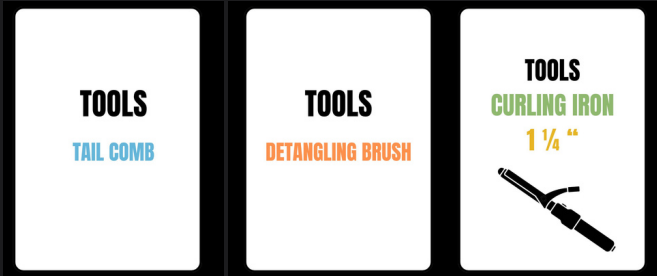 TOOLS
TAIL COMB
TOOLS
DETANGLING BRUSH
TOOLS
CURLING IRON
1 ¼ “